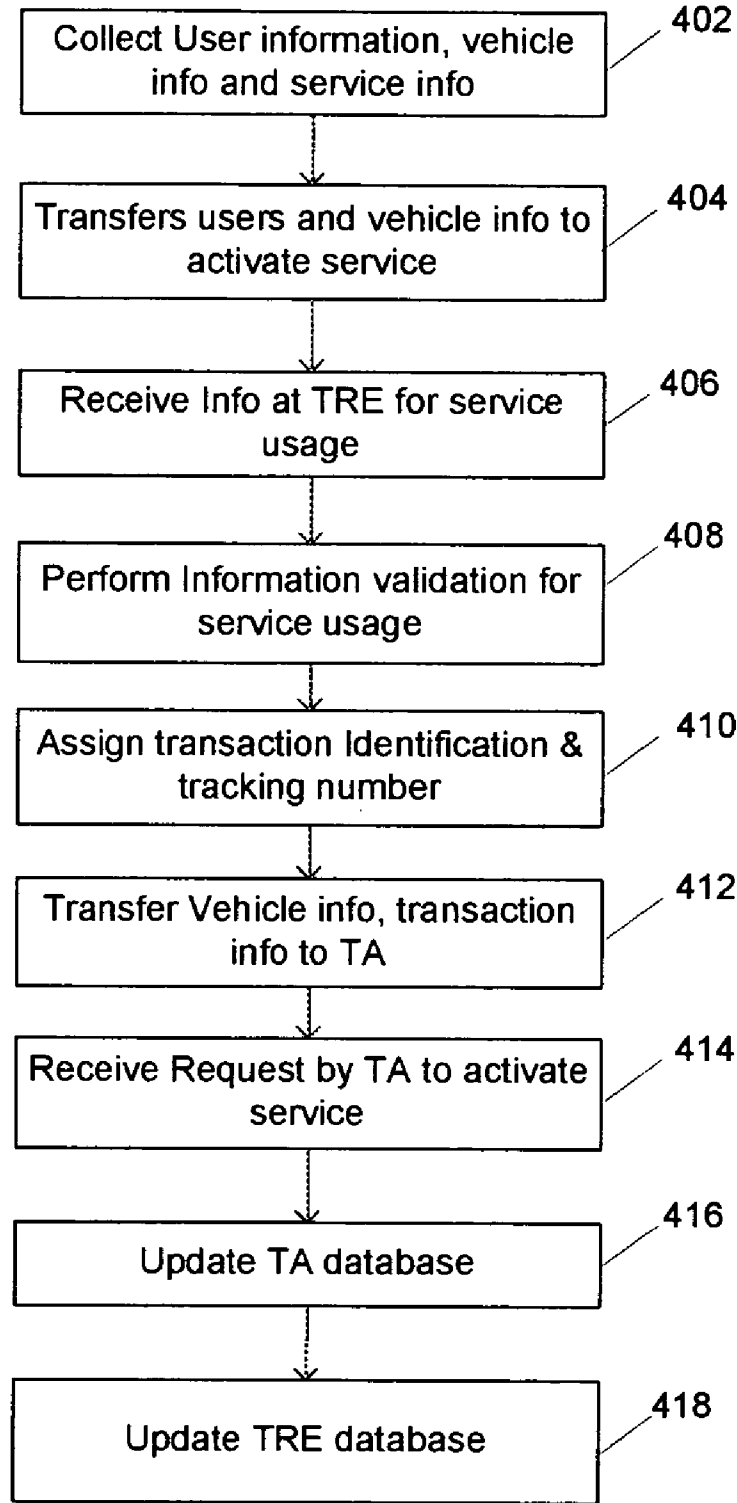 402
Collect User information, vehicle
info and service info
404
Transfers users and vehicle info to
activate service
406
Receive Info at TRE for service
usage
408
Perform Information validation for
service usage
410
Assign transaction Identification &
tracking number
412
Transfer Vehicle info, transaction
info to TA
414
Receive Request by TA to activate
service
416
Update TA database
418
Update TRE database